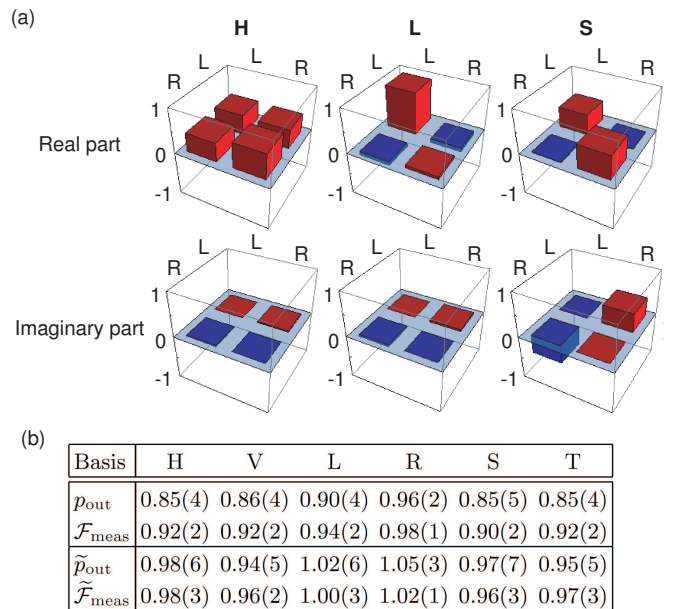 (a)
H L S
R L L R R L L R R L L R
Real part
1
0
-1
1
0
-1
1
0
-1
R L L R R L L R R L L R
Imaginary part
1
0
-1
1
0
-1
1
0
-1
(b)
Basis H V L R S T
p_out 0.85(4) 0.86(4) 0.90(4) 0.96(2) 0.85(5) 0.85(4)
ℱ_meas 0.92(2) 0.92(2) 0.94(2) 0.98(1) 0.90(2) 0.92(2)
p̃_out 0.98(6) 0.94(5) 1.02(6) 1.05(3) 0.97(7) 0.95(5)
ℱ̃_meas 0.98(3) 0.96(2) 1.00(3) 1.02(1) 0.96(3) 0.97(3)